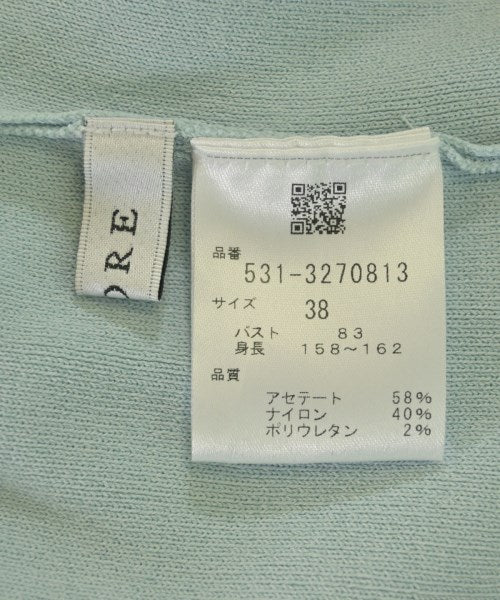 ORE
品番
531-3270813
サイズ 38
バスト 83
身長 158～162
品質
アセテート 58%
ナイロン 40%
ポリウレタン 2%